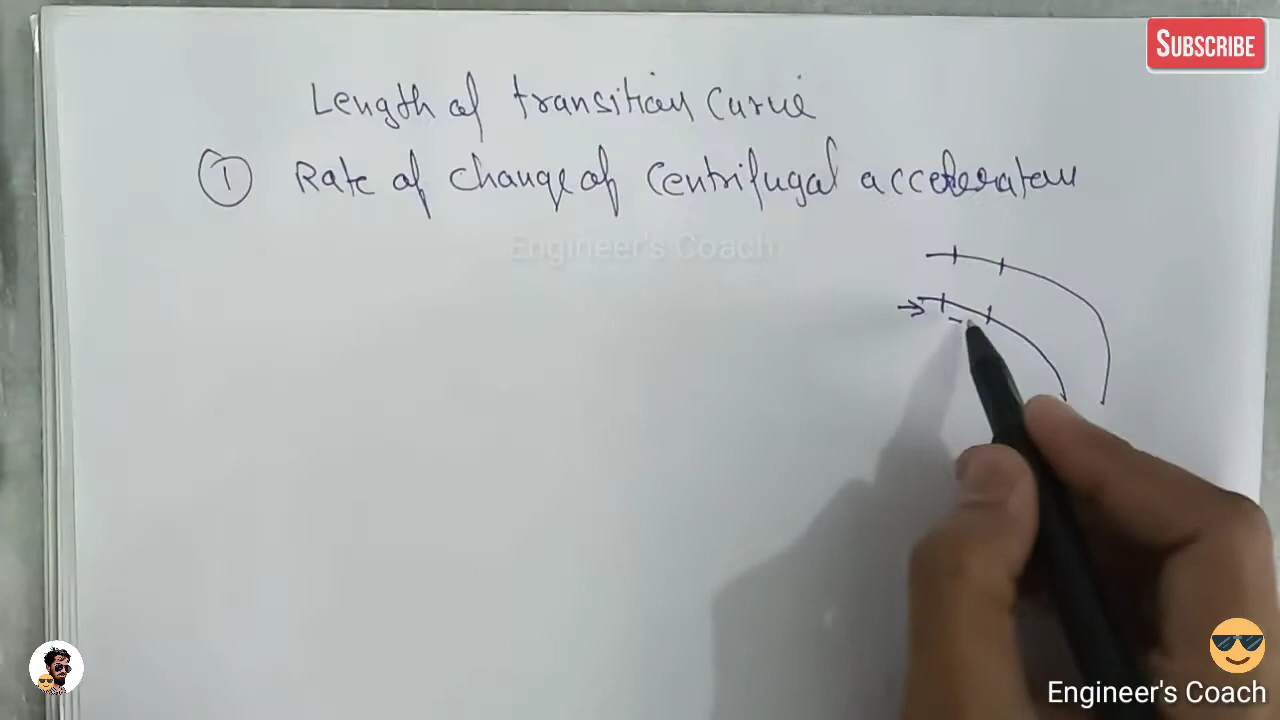 SUBSCRIBE
Length of transition Curve
① Rate of change of Centrifugal acceleration
Engineer's Coach
Engineer's Coach